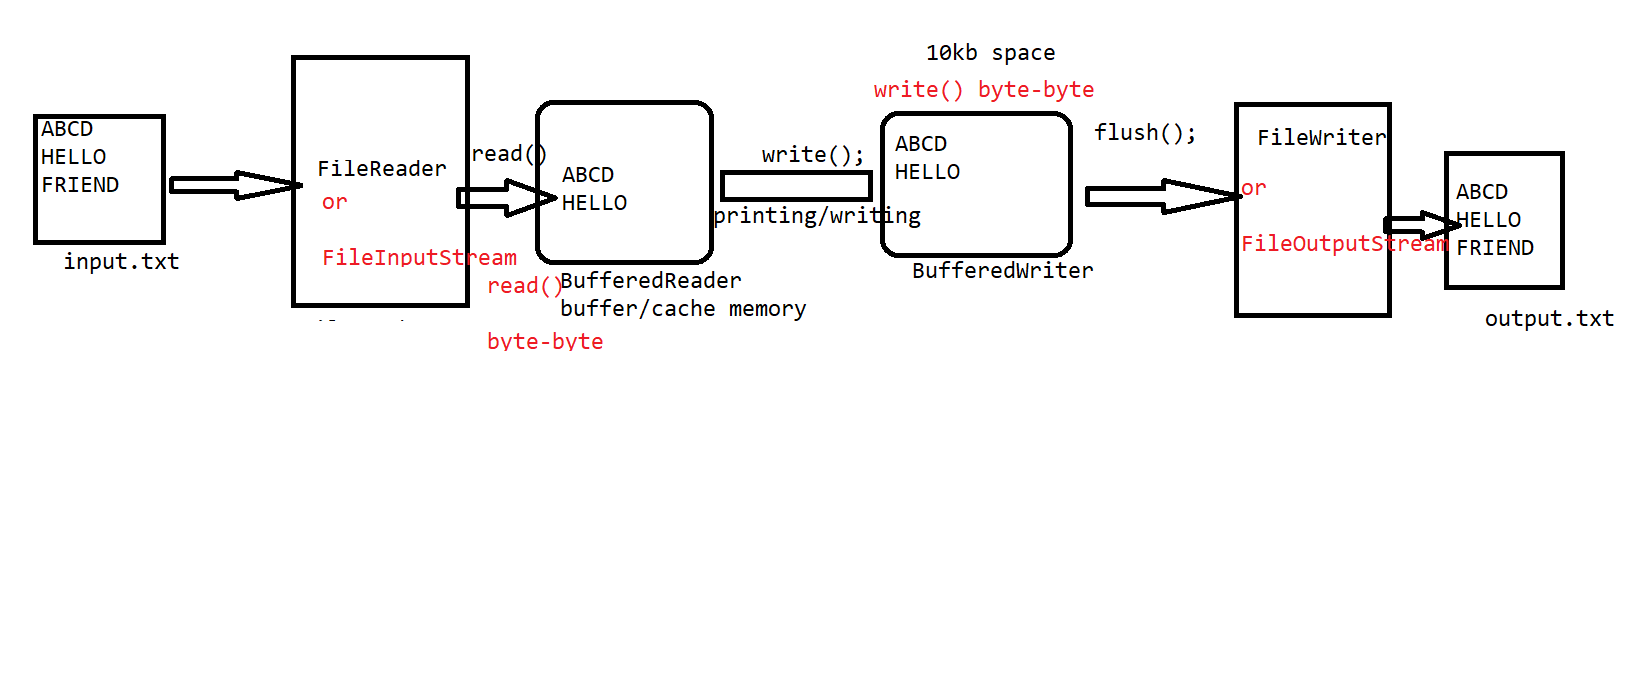 ABCD
HELLO
FRIEND
input.txt
FileReader
or
FileInputStream
read()
read()
byte-byte
ABCD
HELLO
BufferedReader
buffer/cache memory
write();
printing/writing
10kb space
write() byte-byte
ABCD
HELLO
BufferedWriter
flush();
FileWriter
or
FileOutputStream
ABCD
HELLO
FRIEND
output.txt